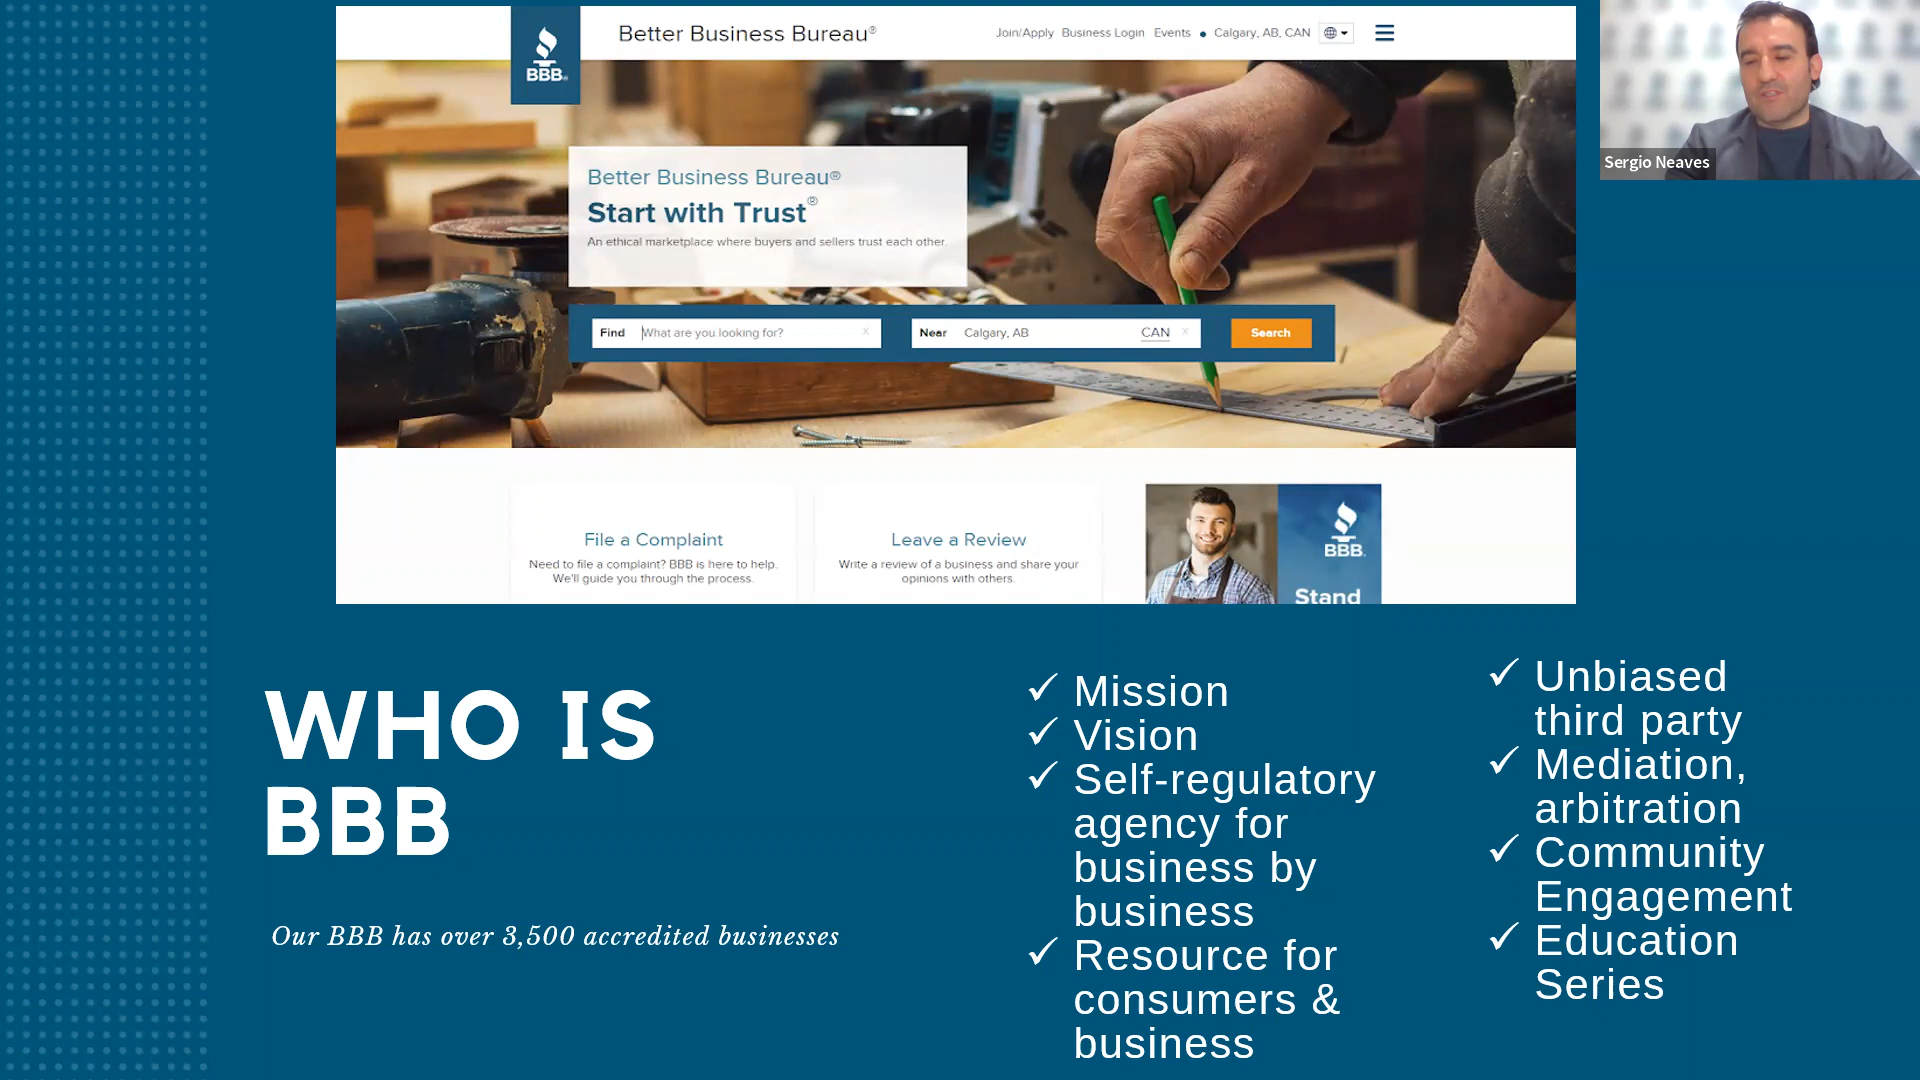 Better Business Bureau®
Join/Apply Business Login Events • Calgary, AB, CAN
BBB
Sergio Neaves
Better Business Bureau®
Start with Trust®
An ethical marketplace where buyers and sellers trust each other.
Find What are you looking for? x Near Calgary, AB CAN x Search
File a Complaint
Need to file a complaint? BBB is here to help.
We'll guide you through the process.
Leave a Review
Write a review of a business and share your
opinions with others.
BBB.
Stand
WHO IS
BBB
Our BBB has over 3,500 accredited businesses
✓ Mission
✓ Vision
✓ Self-regulatory
agency for
business by
business
✓ Resource for
consumers &
business
✓ Unbiased
third party
✓ Mediation,
arbitration
✓ Community
Engagement
✓ Education
Series